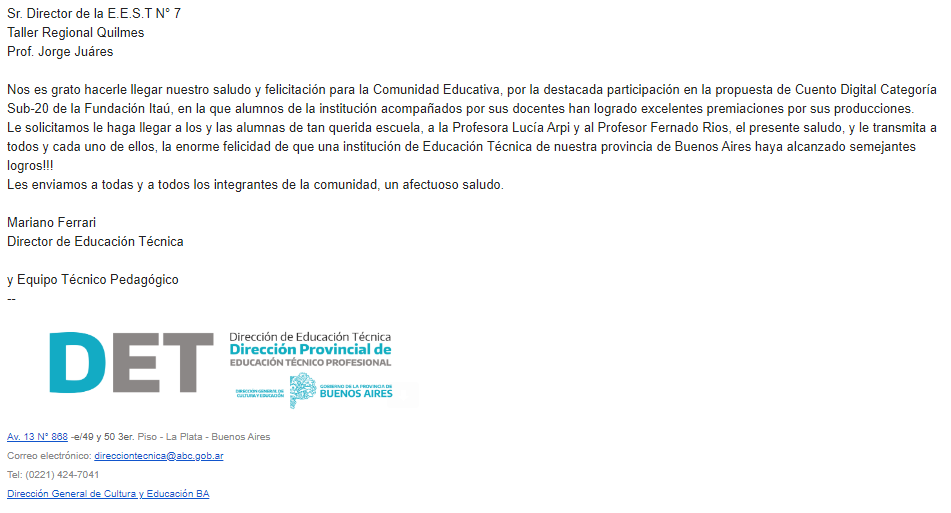 Sr. Director de la E.E.S.T N° 7
Taller Regional Quilmes
Prof. Jorge Juáres
Nos es grato hacerle llegar nuestro saludo y felicitación para la Comunidad Educativa, por la destacada participación en la propuesta de Cuento Digital Categoría
Sub-20 de la Fundación Itaú, en la que alumnos de la institución acompañados por sus docentes han logrado excelentes premiaciones por sus producciones.
Le solicitamos le haga llegar a los y las alumnas de tan querida escuela, a la Profesora Lucía Arpi y al Profesor Fernado Rios, el presente saludo, y le transmita a
todos y cada uno de ellos, la enorme felicidad de que una institución de Educación Técnica de nuestra provincia de Buenos Aires haya alcanzado semejantes
logros!!!
Les enviamos a todas y a todos los integrantes de la comunidad, un afectuoso saludo.
Mariano Ferrari
Director de Educación Técnica
y Equipo Técnico Pedagógico
--
DET
Dirección de Educación Técnica
Dirección Provincial de
EDUCACIÓN TÉCNICO PROFESIONAL
DIRECCIÓN GENERAL DE
CULTURA Y EDUCACIÓN
GOBIERNO DE LA PROVINCIA DE
BUENOS AIRES
Av. 13 N° 868 -e/49 y 50 3er. Piso - La Plata - Buenos Aires
Correo electrónico: direcciontecnica@abc.gob.ar
Tel: (0221) 424-7041
Dirección General de Cultura y Educación BA